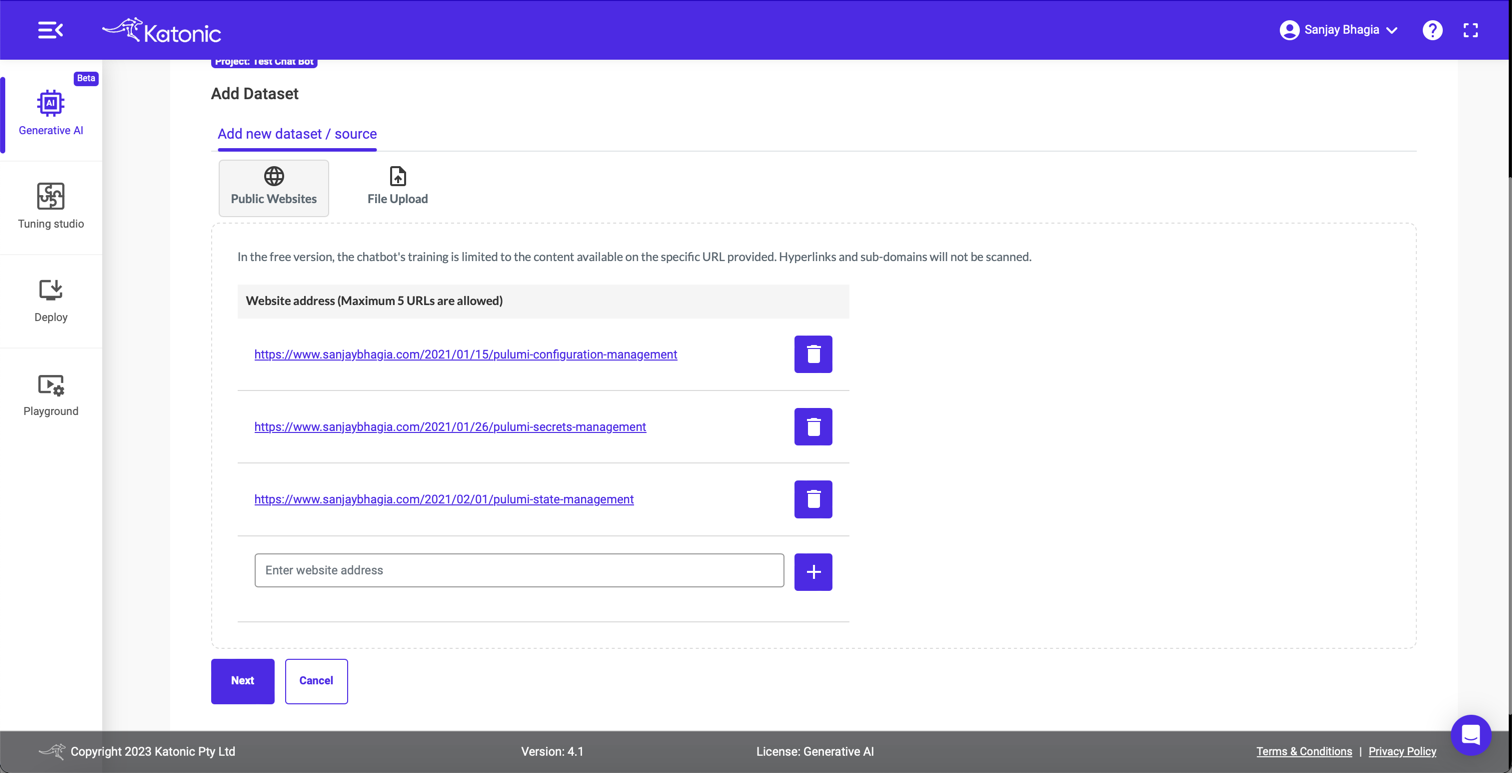 Katonic
Sanjay Bhagia
?
Beta
AI
Generative AI
Tuning studio
Deploy
Playground
Project: Test Chat Bot
Add Dataset
Add new dataset / source
Public Websites
File Upload
In the free version, the chatbot's training is limited to the content available on the specific URL provided. Hyperlinks and sub-domains will not be scanned.
Website address (Maximum 5 URLs are allowed)
https://www.sanjaybhagia.com/2021/01/15/pulumi-configuration-management
https://www.sanjaybhagia.com/2021/01/26/pulumi-secrets-management
https://www.sanjaybhagia.com/2021/02/01/pulumi-state-management
Enter website address
Next
Cancel
Copyright 2023 Katonic Pty Ltd
Version: 4.1
License: Generative AI
Terms & Conditions | Privacy Policy